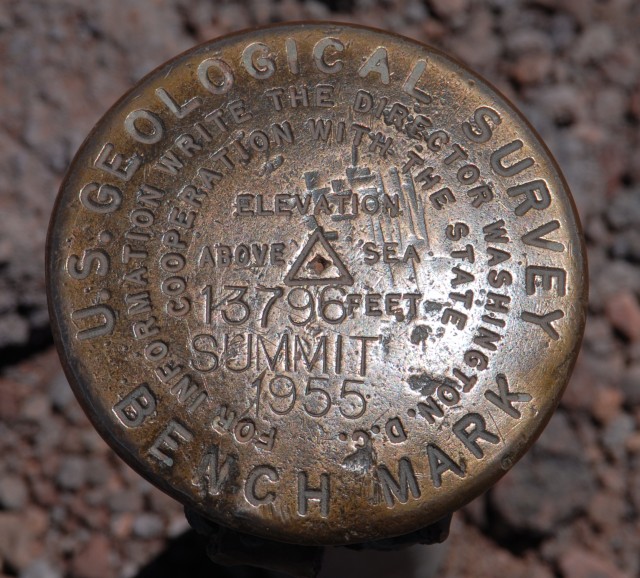 U.S. GEOLOGICAL SURVEY
FOR INFORMATION WRITE THE DIRECTOR WASHINGTON, D.C.
COOPERATION WITH THE STATE
ELEVATION
ABOVE SEA
13796 FEET
SUMMIT
1955
BENCH MARK